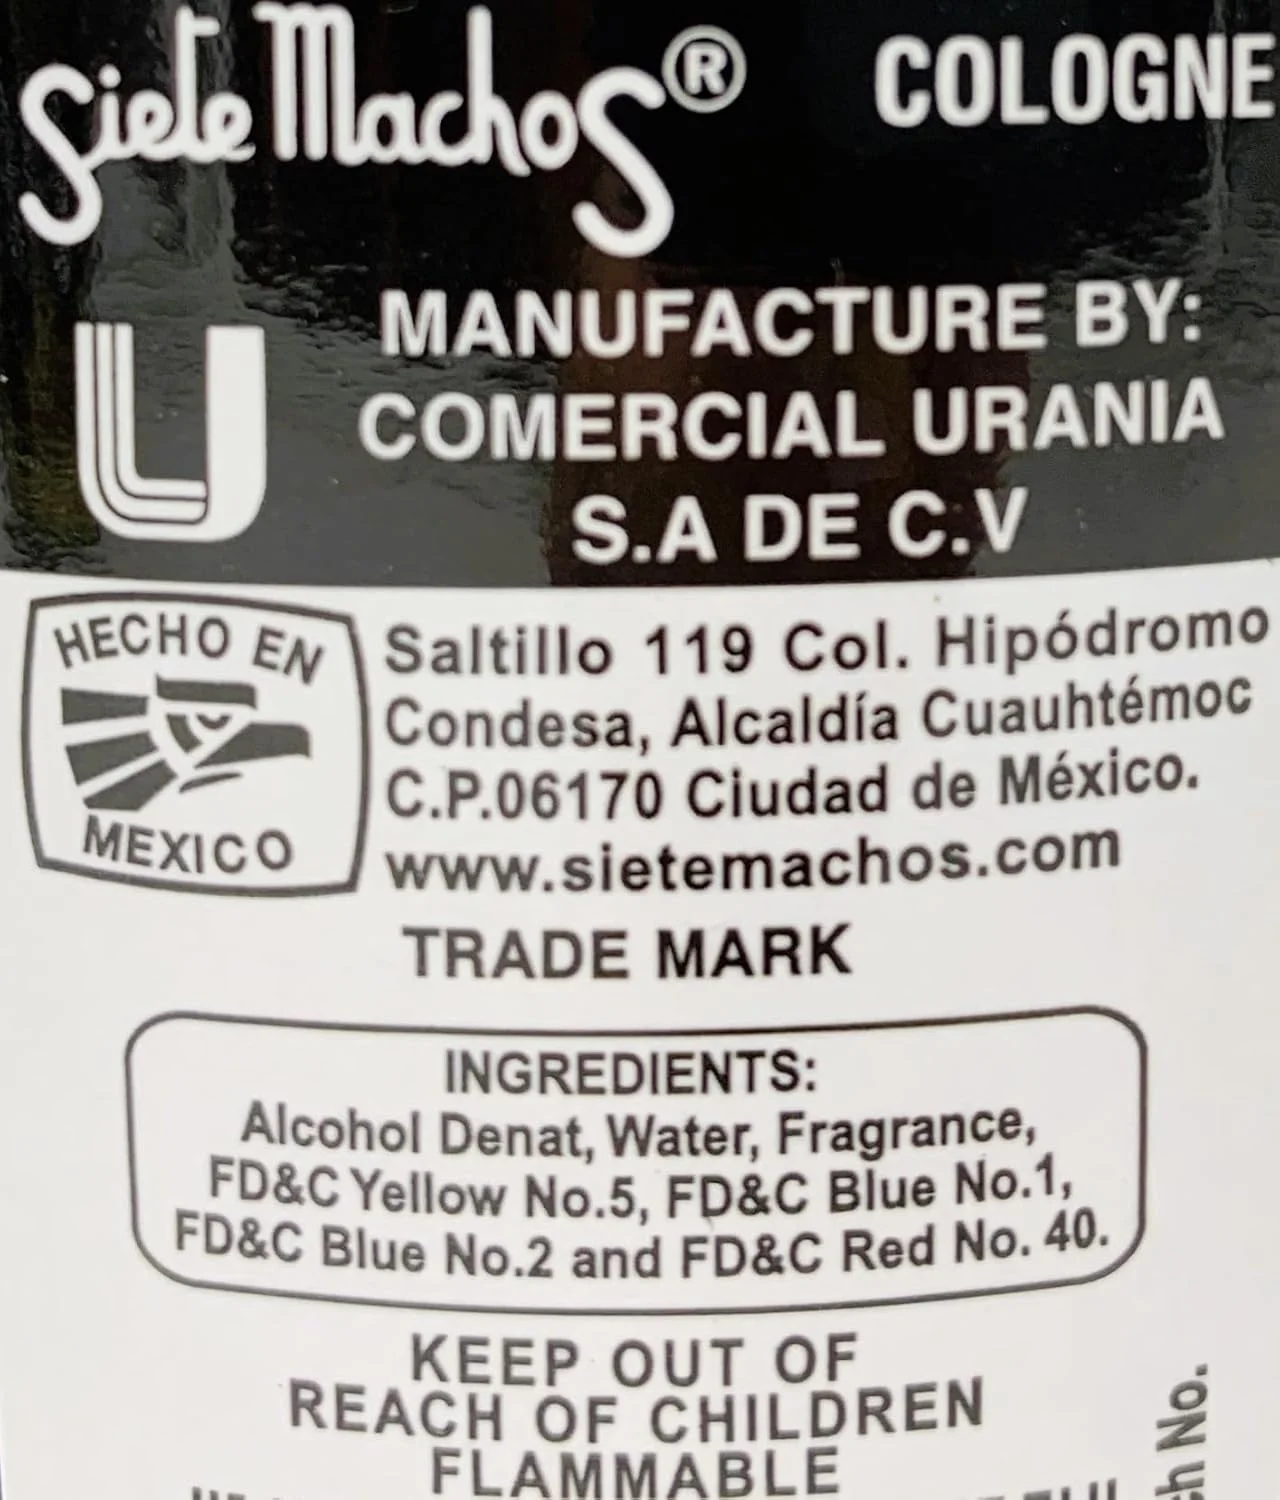 Siete Machos® COLOGNE
U
MANUFACTURE BY:
COMERCIAL URANIA
S.A DE C.V
HECHO EN
MEXICO
Saltillo 119 Col. Hipódromo
Condesa, Alcaldía Cuauhtémoc
C.P.06170 Ciudad de México.
www.sietemachos.com
TRADE MARK
INGREDIENTS:
Alcohol Denat, Water, Fragrance,
FD&C Yellow No.5, FD&C Blue No.1,
FD&C Blue No.2 and FD&C Red No. 40.
KEEP OUT OF
REACH OF CHILDREN
FLAMMABLE
No.